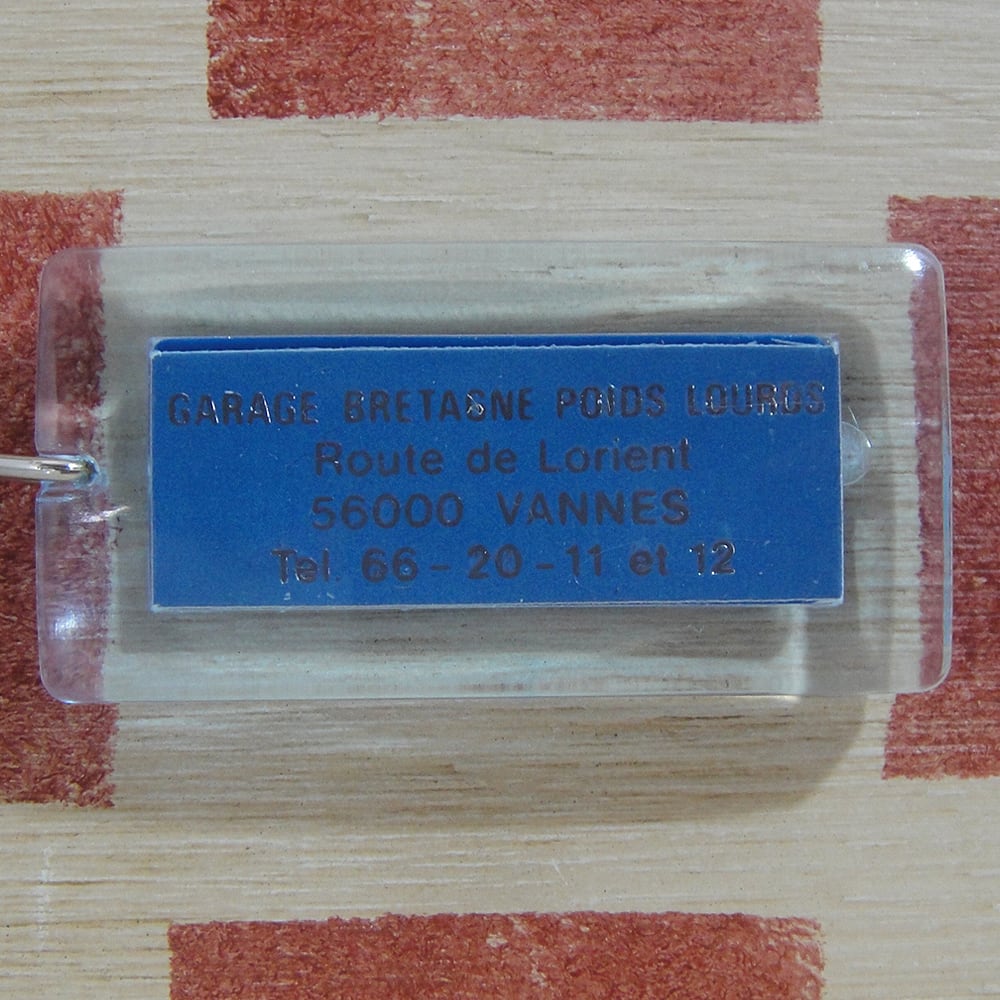 GARAGE BRETAGNE POIDS LOURDS
Route de Lorient
56000 VANNES
Tel. 66 - 20 - 11 et 12